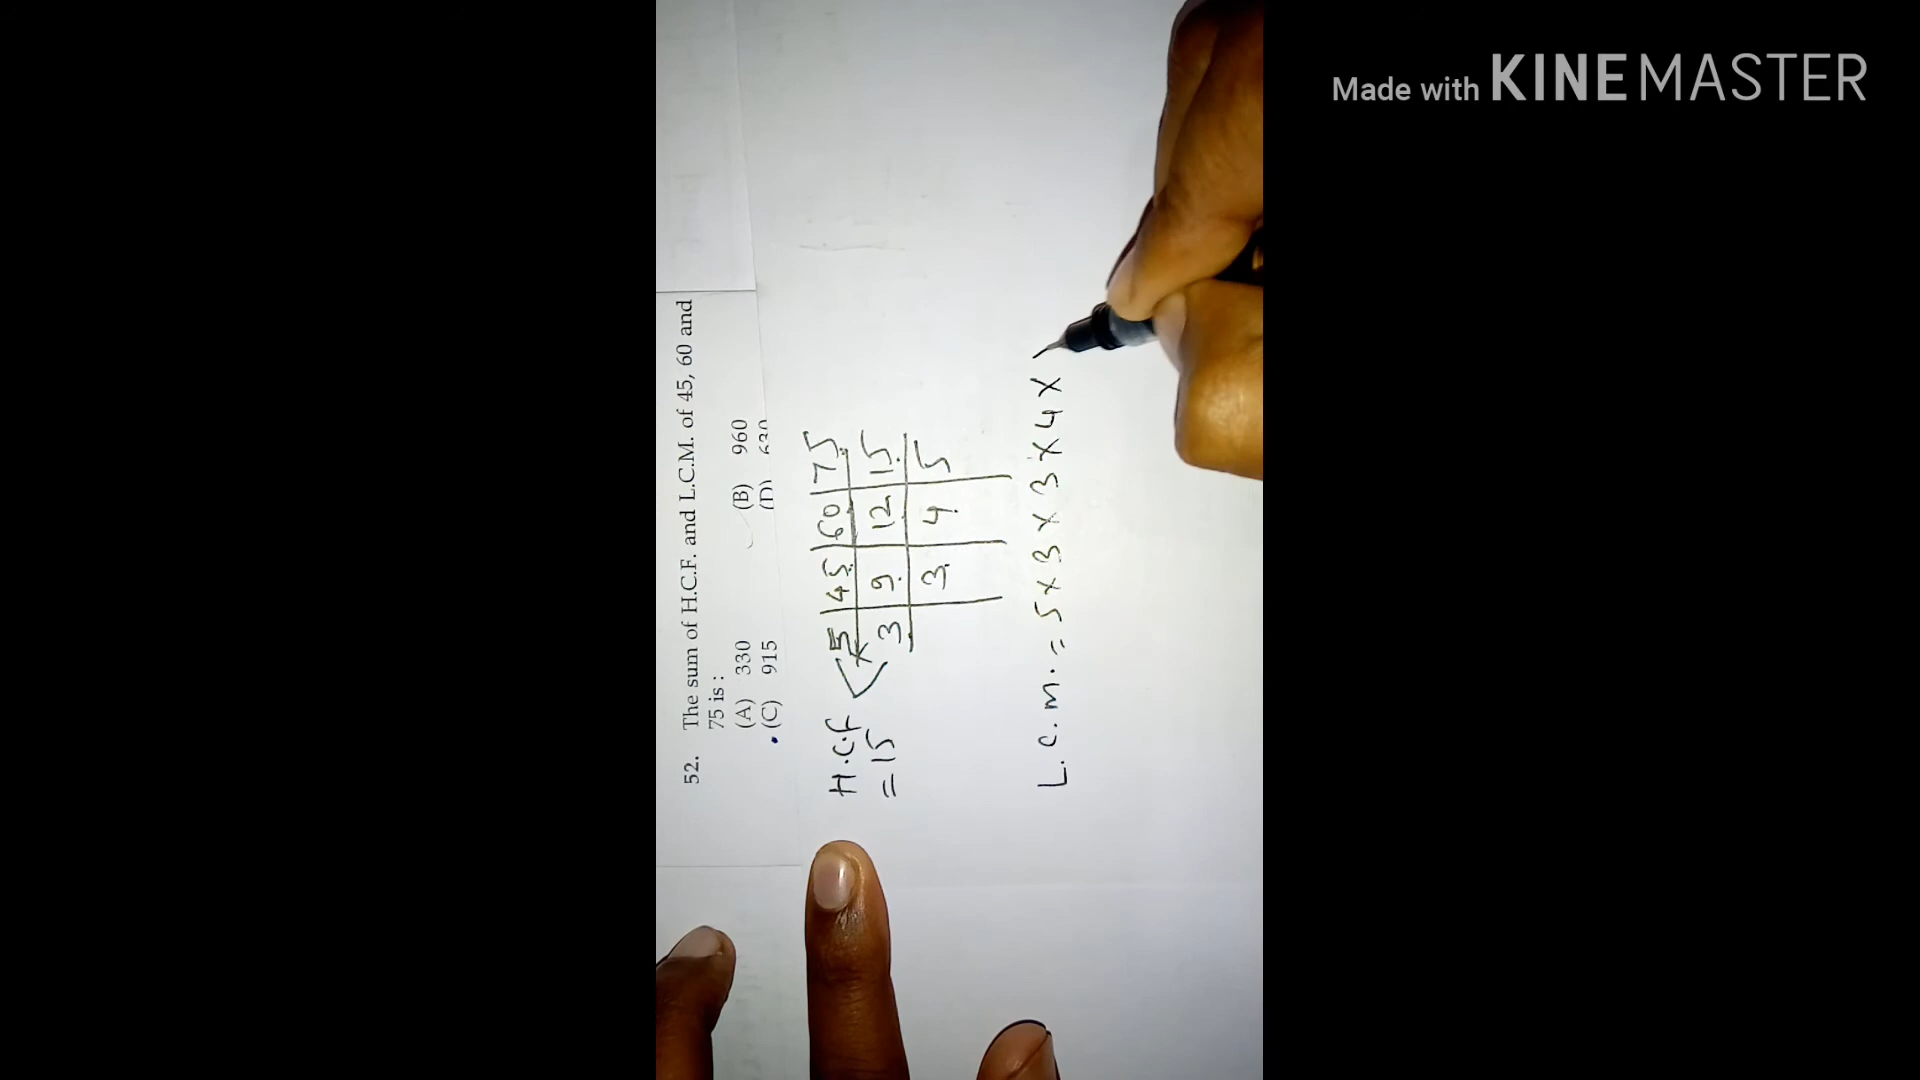 Made with KINEMASTER
52. The sum of H.C.F. and L.C.M. of 45, 60 and
75 is :
(A) 330 (B) 960
(C) 915 (D)
H.C.F 5 45 60 75
=15 3 9 12 15
3 4 5
L.C.M. = 5 x 3 x 3 x 4 x